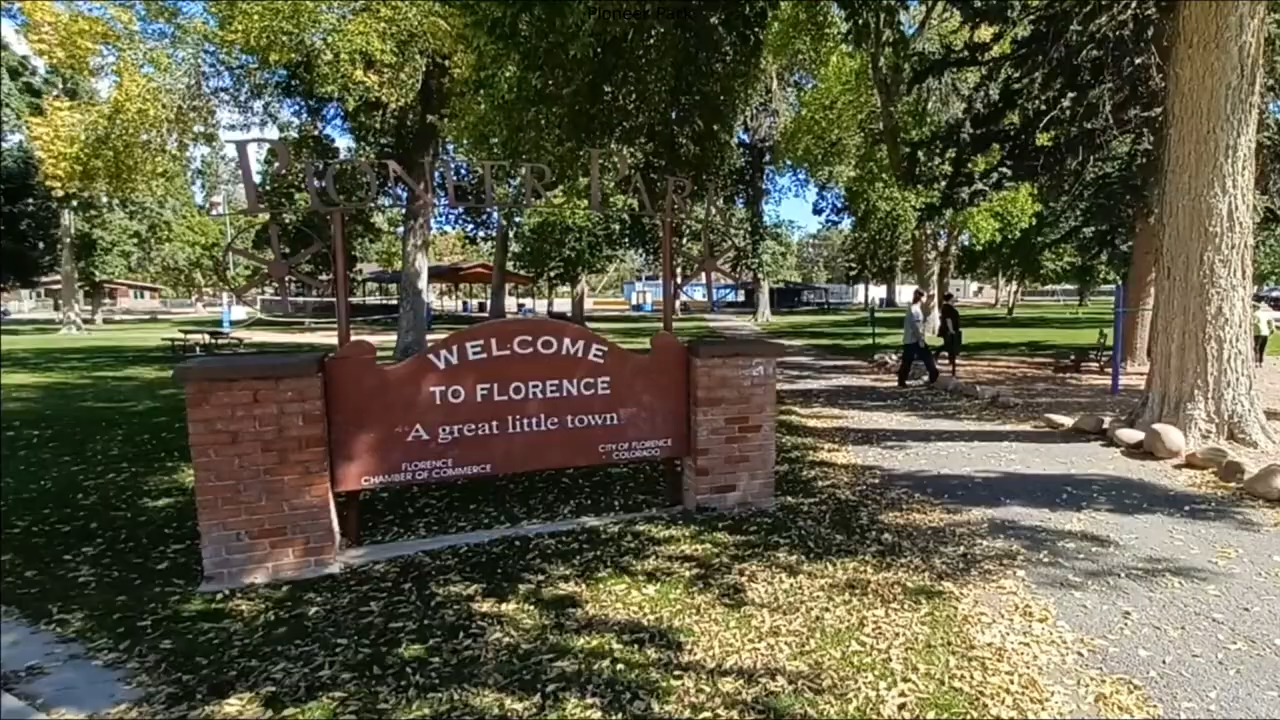 Pioneer Park
PIONEER PARK
WELCOME
TO FLORENCE
"A great little town"
FLORENCE
CHAMBER OF COMMERCE
CITY OF FLORENCE
COLORADO